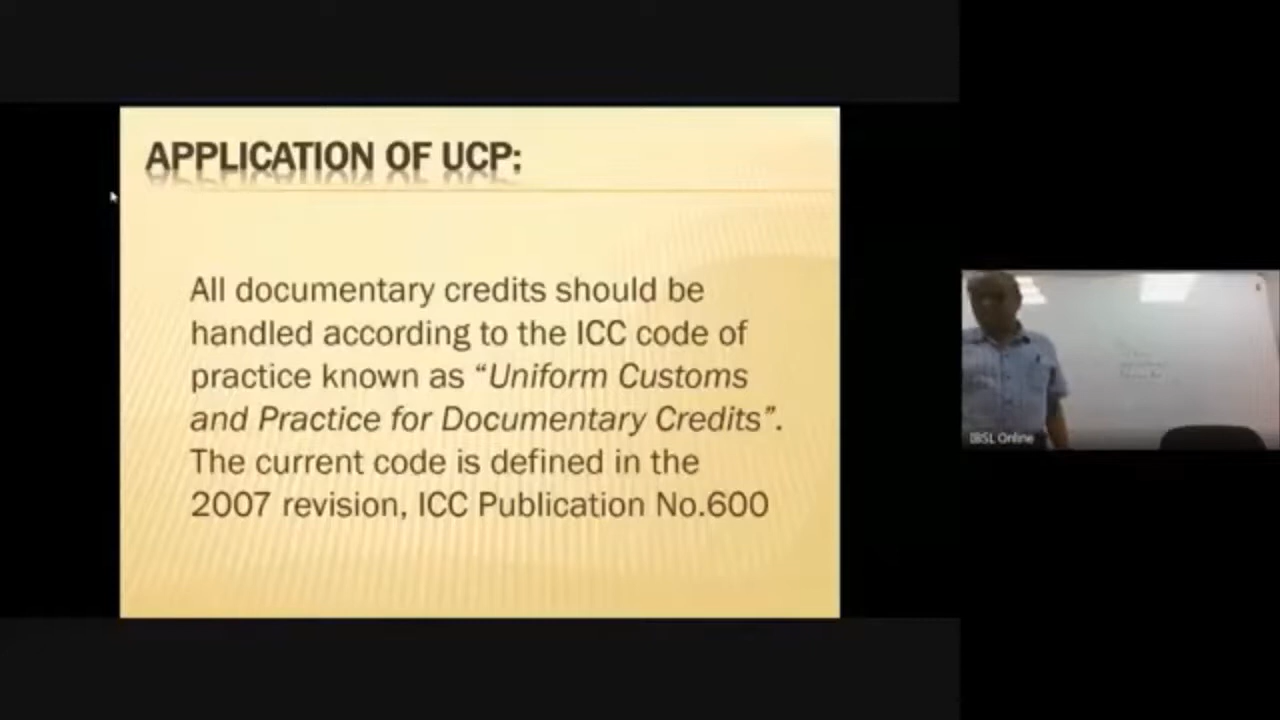 APPLICATION OF UCP:
All documentary credits should be
handled according to the ICC code of
practice known as “Uniform Customs
and Practice for Documentary Credits”.
The current code is defined in the
2007 revision, ICC Publication No.600
IBSL Online